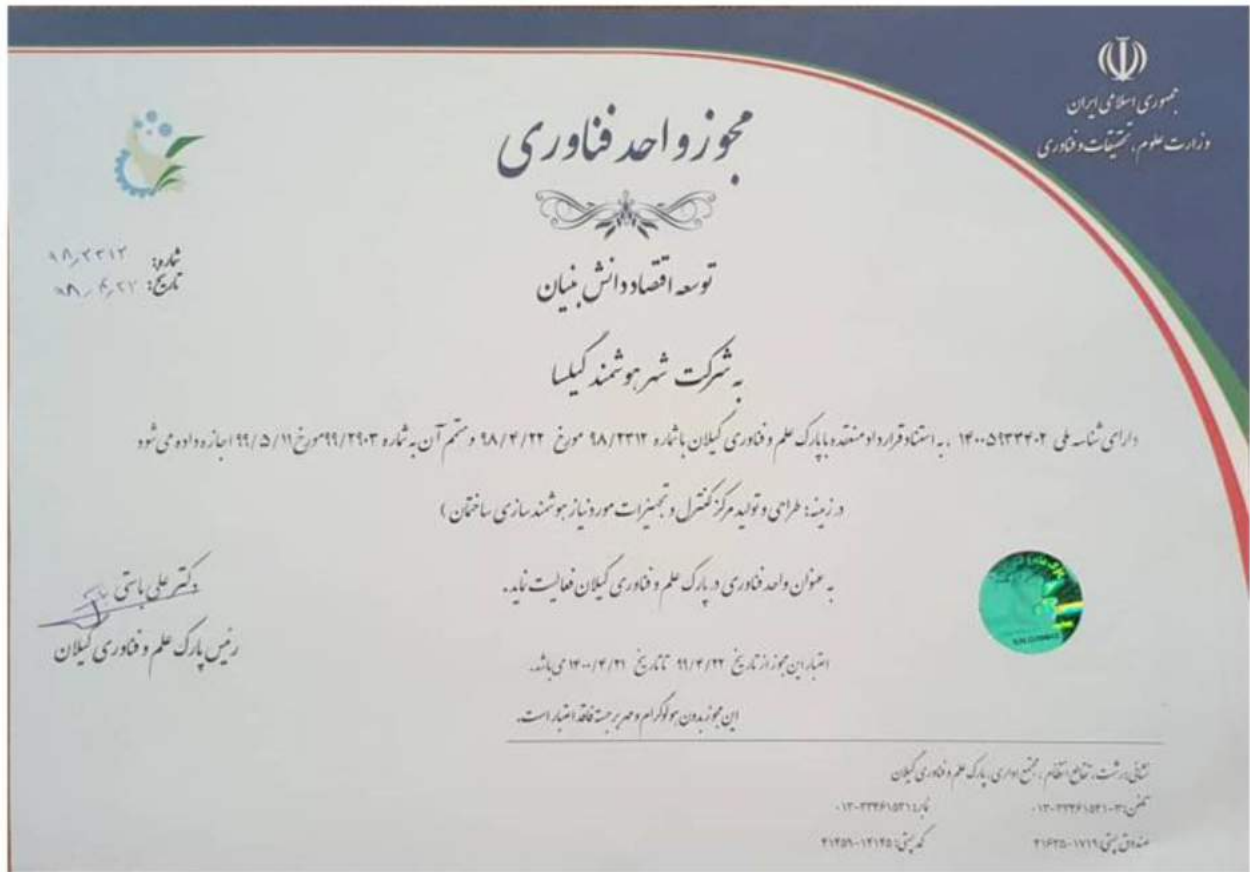 جمهوری اسلامی ایران
وزارت علوم، تحقیقات و فناوری
مجوز واحد فناوری
شماره: ۹۸٫۲۳۱۲
تاریخ: ۹۸٫۴٫۲۲
توسعه اقتصاد دانش بنیان
به شرکت شهر هوشمند گیلسا
دارای شناسه ملی ۱۴۰۰۵۹۳۳۴۰۲ ، به استناد قرارداد منعقده با پارک علم و فناوری گیلان با شماره ۹۸/۲۳۱۲ مورخ ۹۸/۴/۲۲ و متمم آن به شماره ۹۹/۲۹۰۳ مورخ ۹۹/۵/۱۱ اجازه داده می شود
در زمینه: طراحی و تولید مرکز کنترل و تجهیزات مورد نیاز هوشمند سازی ساختمان )
به عنوان واحد فناوری در پارک علم و فناوری گیلان فعالیت نماید.
اعتبار این مجوز از تاریخ ۹۹/۴/۲۲ تا تاریخ ۱۴۰۰/۴/۲۱ می باشد.
این مجوز بدون هولوگرام و مهر برجسته فاقد اعتبار است.
دکتر علی باستی
رئیس پارک علم و فناوری گیلان
نشانی: رشت، تقاطع انتظام، مجتمع اداری، پارک علم و فناوری گیلان
تلفن: ۳-۰۱۳-۳۳۴۶۱۵۳۱ نمابر: ۰۱۳-۳۳۴۶۱۵۳۱
صندوق پستی: ۱۷۱۹-۴۱۶۳۵ کد پستی: ۱۴۱۴۵-۴۱۴۵۹